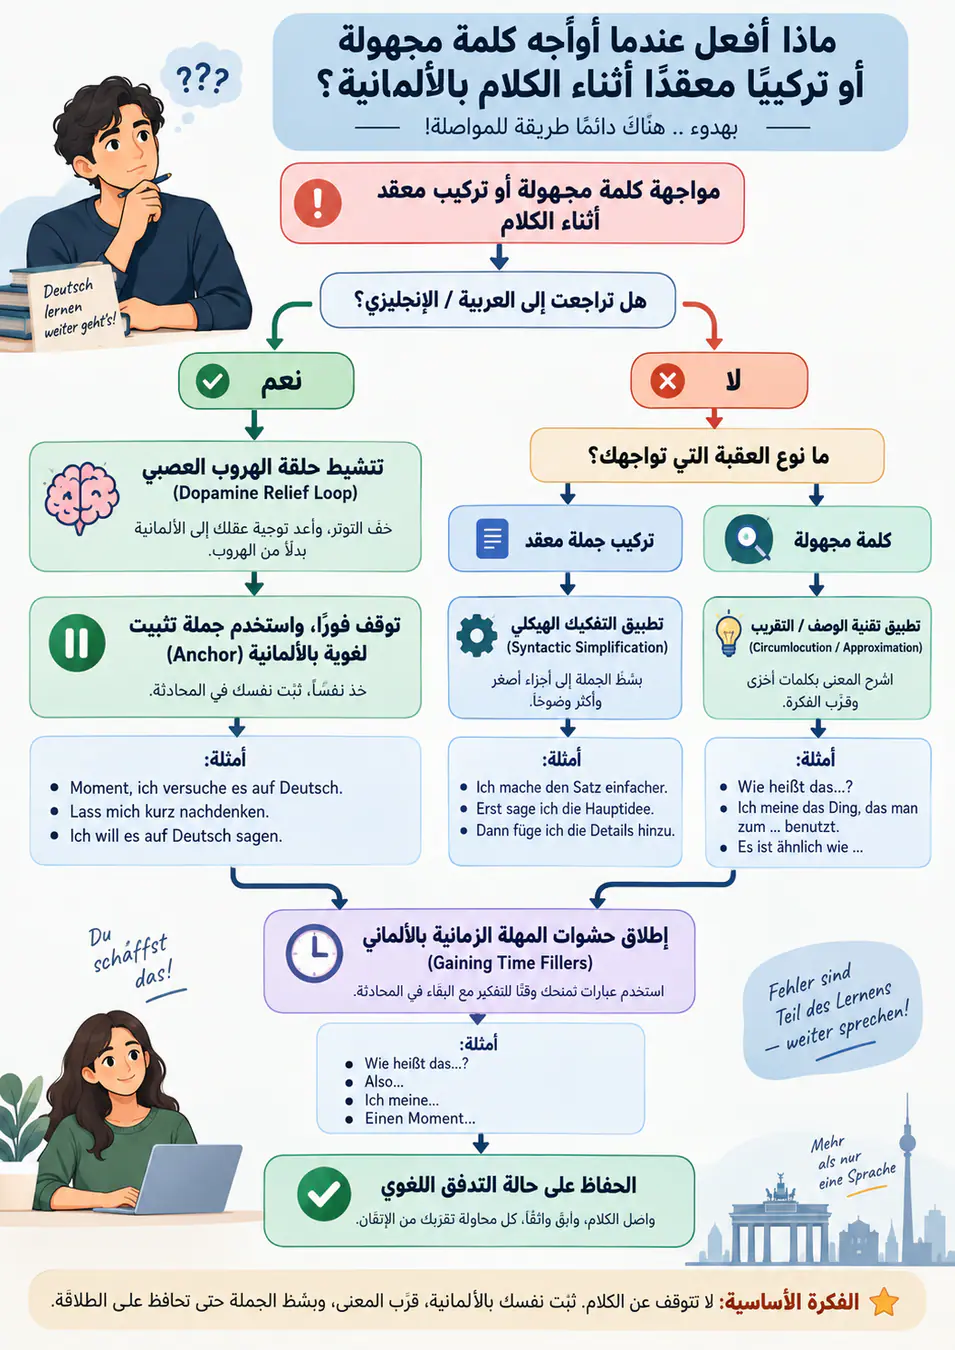 ماذا أفعل عندما أواجه كلمة مجهولة
أو تركيبًا معقدًا أثناء الكلام بالألمانية؟
بهدوء .. هناك دائمًا طريقة للمواصلة!
???
Deutsch
lernen
weiter geht's!
مواجهة كلمة مجهولة أو تركيب معقد
أثناء الكلام
هل تراجعت إلى العربية / الإنجليزي؟
نعم
لا
تنشيط حلقة الهروب العصبي
(Dopamine Relief Loop)
خف التوتر، وأعد توجية عقلك إلى الألمانية
بدلًا من الهروب.
توقف فورًا، واستخدم جملة تثبيت
لغوية بالألمانية (Anchor)
خذ نفسًا، ثبّت نفسك في المحادثة.
أمثلة:
• Moment, ich versuche es auf Deutsch.
• Lass mich kurz nachdenken.
• Ich will es auf Deutsch sagen.
ما نوع العقبة التي تواجهك؟
كلمة مجهولة
تطبيق تقنية الوصف / التقريب
(Circumlocution / Approximation)
اشرح المعنى بكلمات أخرى
وقرّب الفكرة.
أمثلة:
• Wie heißt das...?
• Ich meine das Ding, das man
zum ... benutzt.
• Es ist ähnlich wie ...
تركيب جملة معقد
تطبيق التفكيك الهيكلي
(Syntactic Simplification)
بسّط الجملة إلى أجزاء أصغر
وأكثر وضوحًا.
أمثلة:
• Ich mache den Satz einfacher.
• Erst sage ich die Hauptidee.
• Dann füge ich die Details hinzu.
إطلاق حشوات المهلة الزمانية بالألماني
(Gaining Time Fillers)
استخدم عبارات تمنحك وقتًا للتفكير مع البقاء في المحادثة.
أمثلة:
• Wie heißt das...?
• Also...
• Ich meine...
• Einen Moment...
Du
schaffst
das!
Fehler sind
Teil des Lernens
– weiter sprechen!
Mehr
als nur
eine Sprache
الحفاظ على حالة التدفق اللغوي
واصل الكلام، وابق واثقًا، كل محاولة تقربك من الإتقان.
الفكرة الأساسية: لا تتوقف عن الكلام. ثبّت نفسك بالألمانية، قرّب المعنى، وبسّط الجملة حتى تحافظ على الطلاقة.